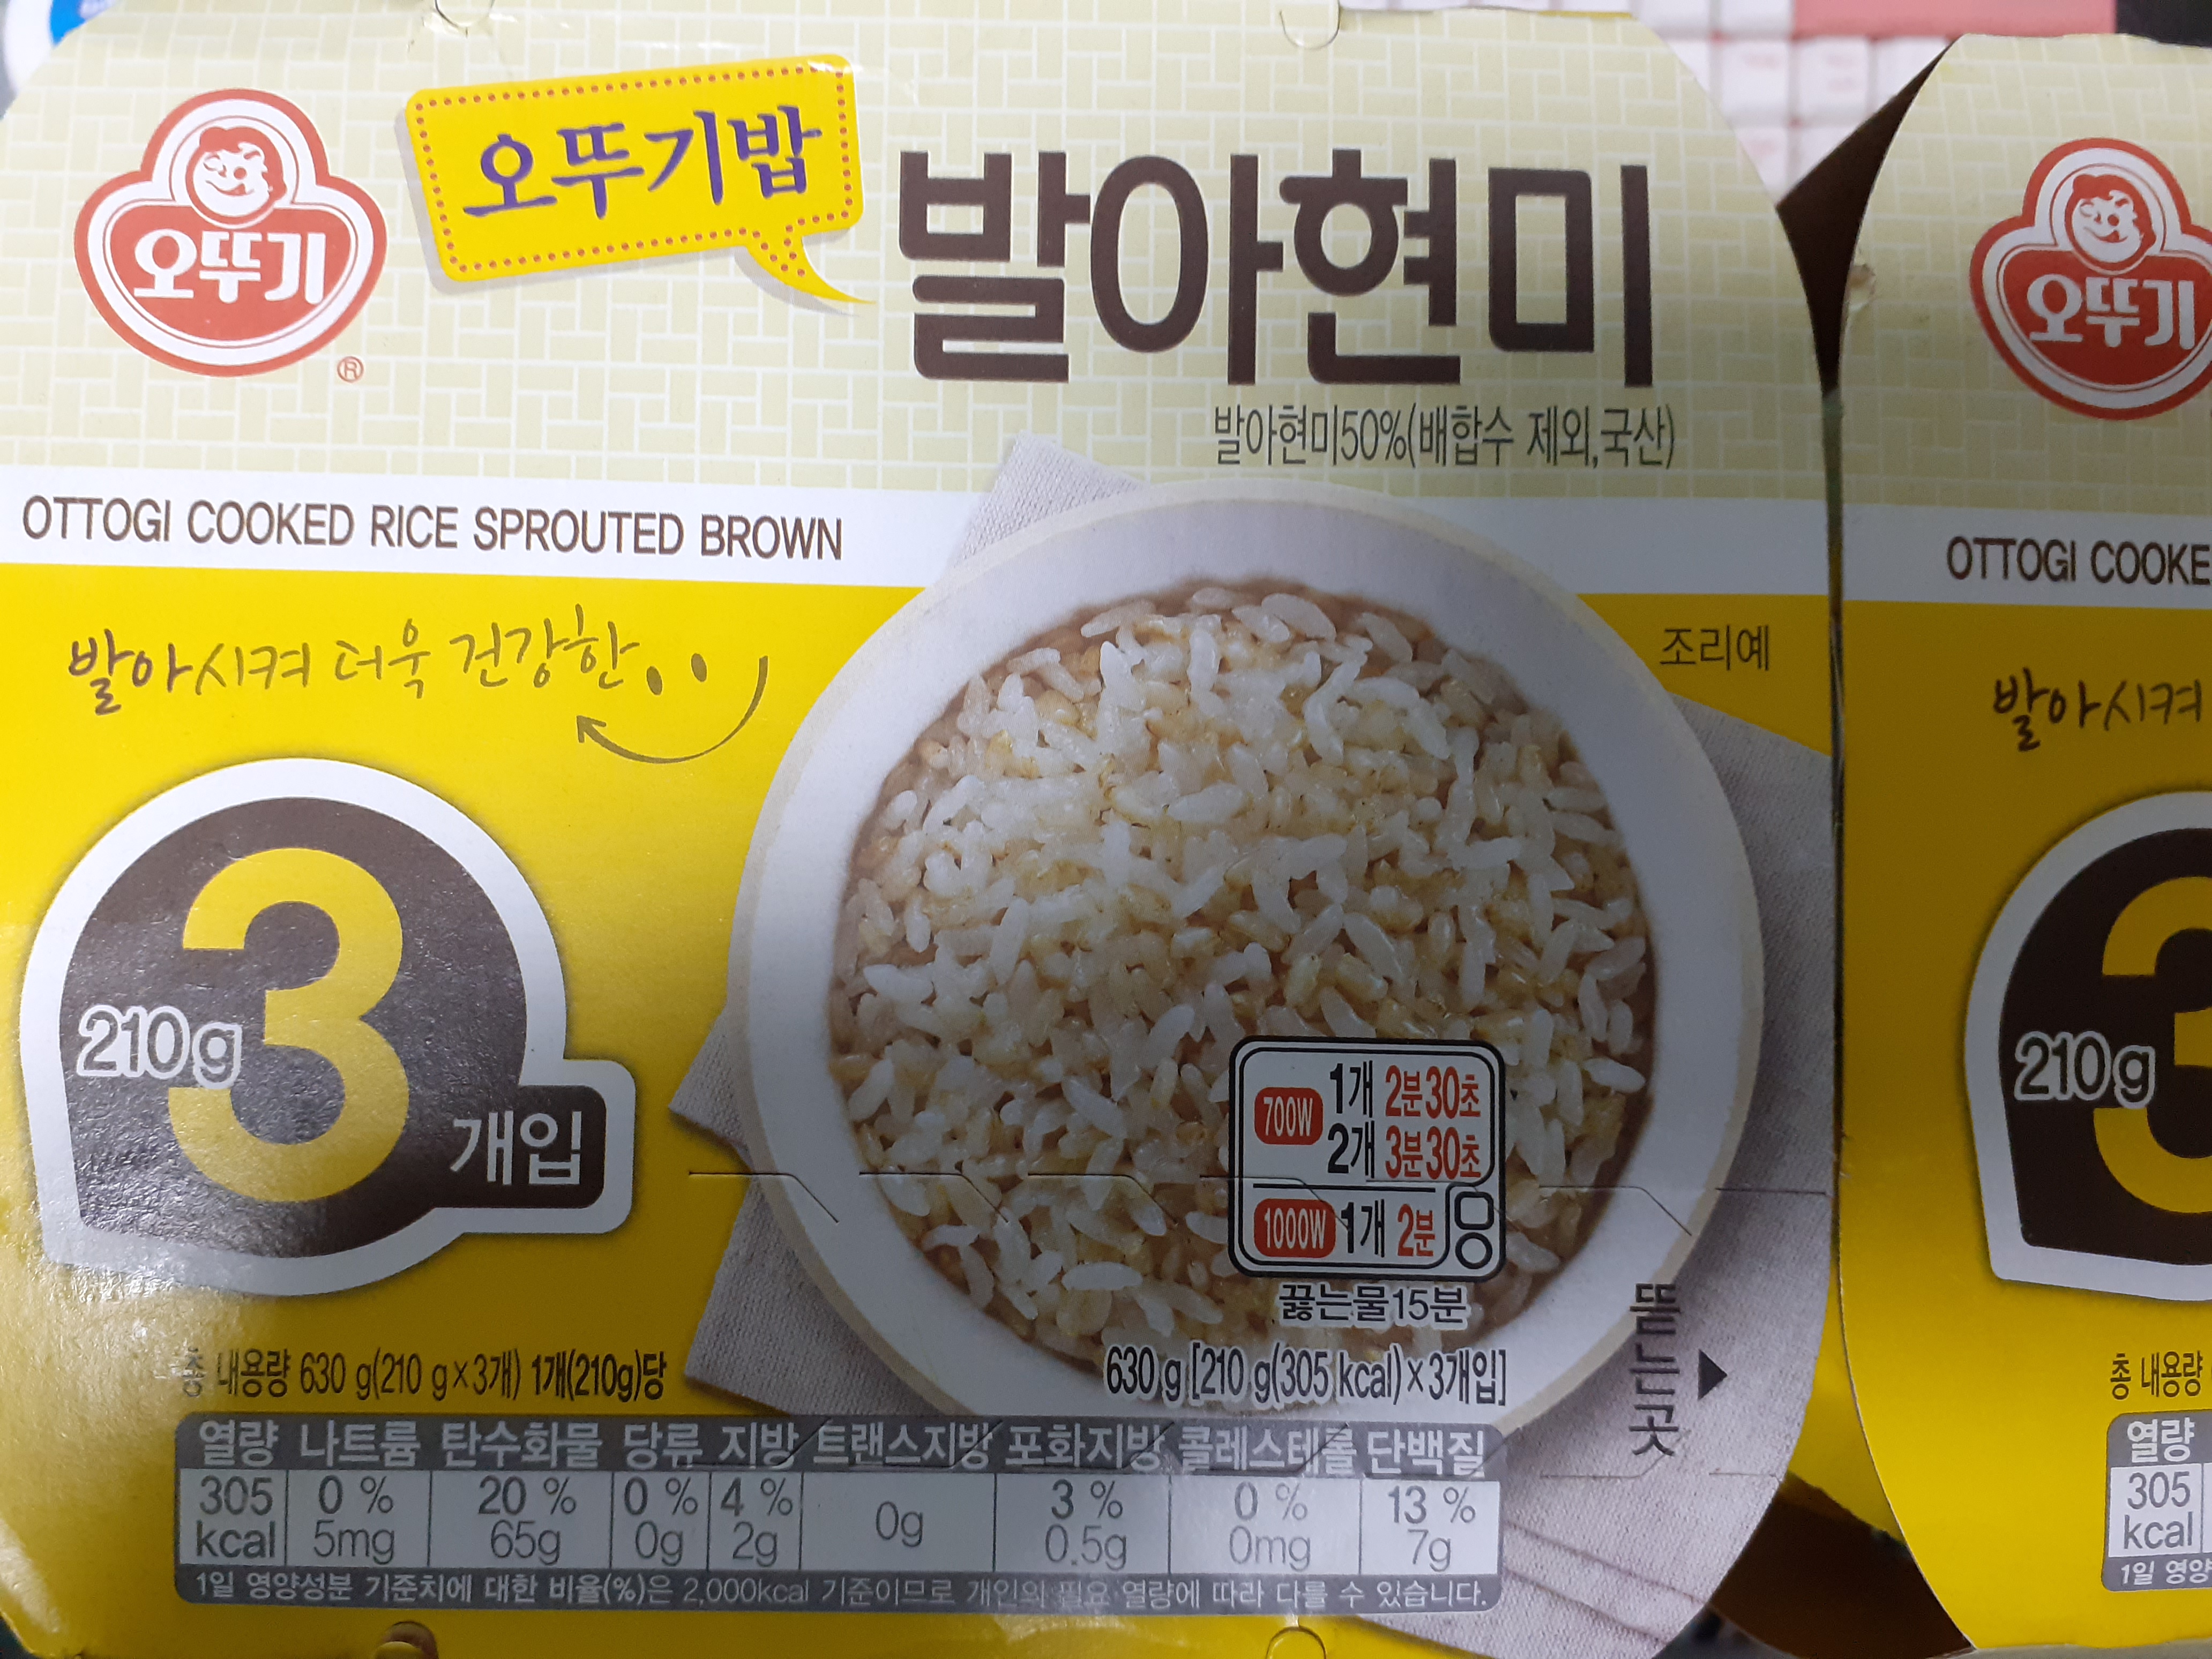 오뚜기
®
오뚜기밥
발아현미
발아현미50%(배합수 제외,국산)
OTTOGI COOKED RICE SPROUTED BROWN
발아시켜 더욱 건강한
조리예
210g
3
개입
700W 1개 2분30초
2개 3분30초
1000W 1개 2분
끓는물15분
630 g [210 g(305 kcal)×3개입]
뜯는곳
총 내용량 630 g(210 g×3개) 1개(210g)당
열량 나트륨 탄수화물 당류 지방 트랜스지방 포화지방 콜레스테롤 단백질
305 0 % 20 % 0 % 4 % 0g 3 % 0 % 13 %
kcal 5mg 65g 0g 2g 0.5g 0mg 7g
1일 영양성분 기준치에 대한 비율(%)은 2,000kcal 기준이므로 개인의 필요 열량에 따라 다를 수 있습니다.
오뚜기
OTTOGI COOKE
발아시켜
210g
3
총 내용량
열량
305
kcal
1일 영양